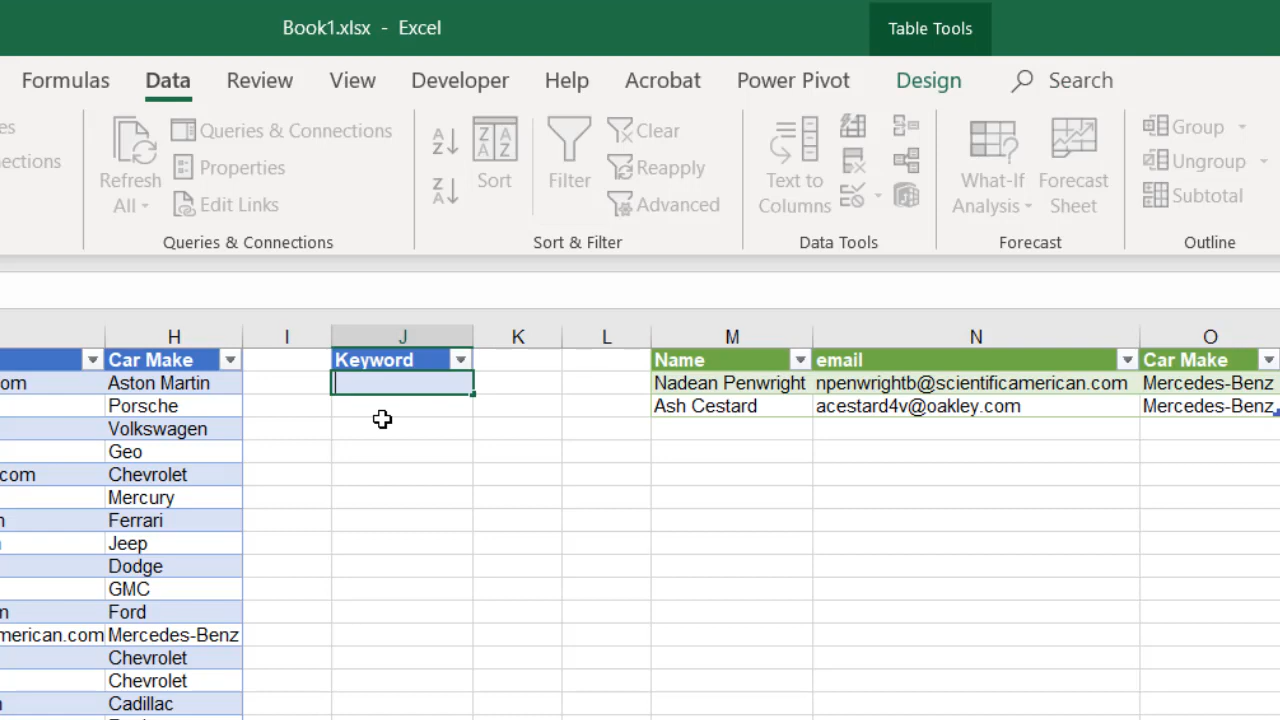 Book1.xlsx - Excel
Table Tools
Formulas Data Review View Developer Help Acrobat Power Pivot Design Search
es
nections
Refresh
All
Queries & Connections
Properties
Edit Links
Queries & Connections
A
Z
Z
A
Z A
A Z
Sort
Filter
Clear
Reapply
Advanced
Sort & Filter
Text to
Columns
Data Tools
What-If
Analysis
Forecast
Sheet
Forecast
Group
Ungroup
Subtotal
Outline
H I J K L M N O
Car Make Keyword Name email Car Make
om Aston Martin Nadean Penwright npenwrightb@scientificamerican.com Mercedes-Benz
Porsche Ash Cestard acestard4v@oakley.com Mercedes-Benz
Volkswagen
Geo
.com Chevrolet
Mercury
n Ferrari
Jeep
Dodge
GMC
m Ford
merican.com Mercedes-Benz
Chevrolet
Chevrolet
Cadillac